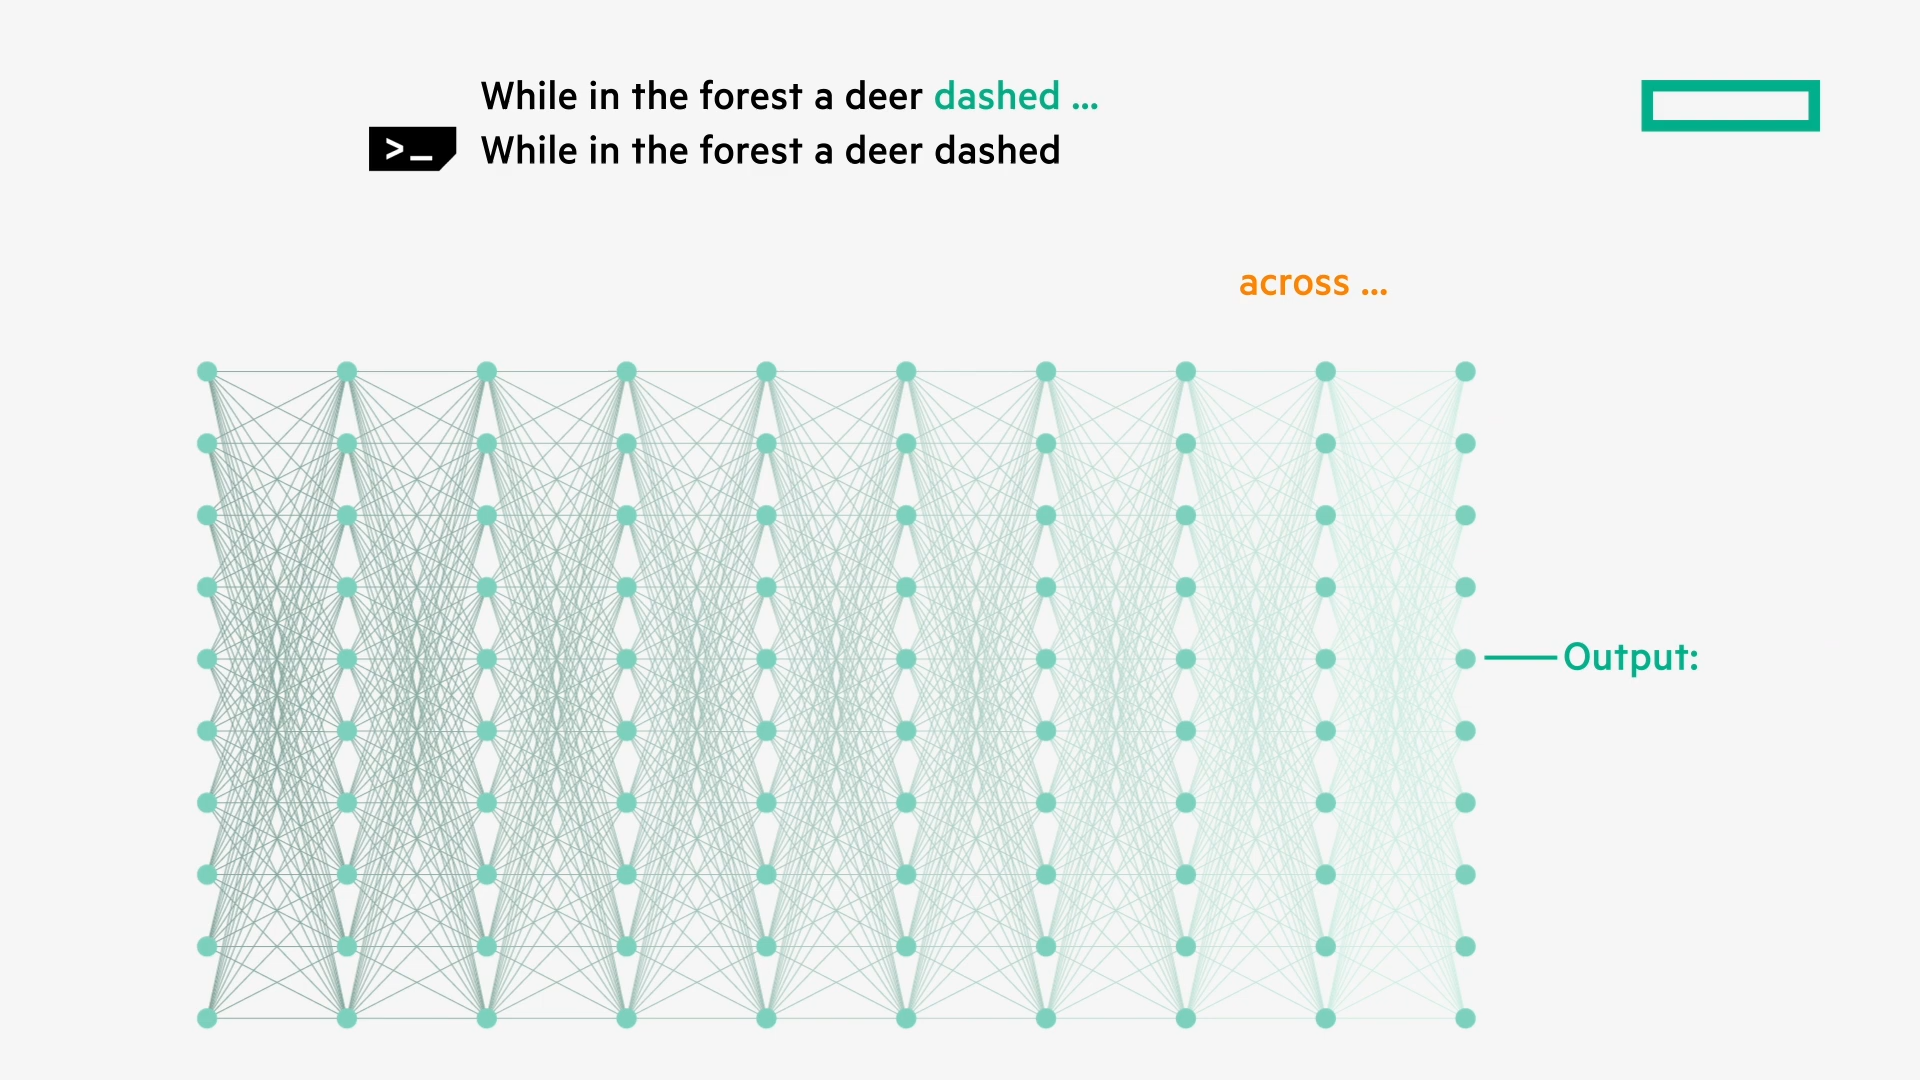 While in the forest a deer dashed ...
>_ While in the forest a deer dashed
across ...
Output: